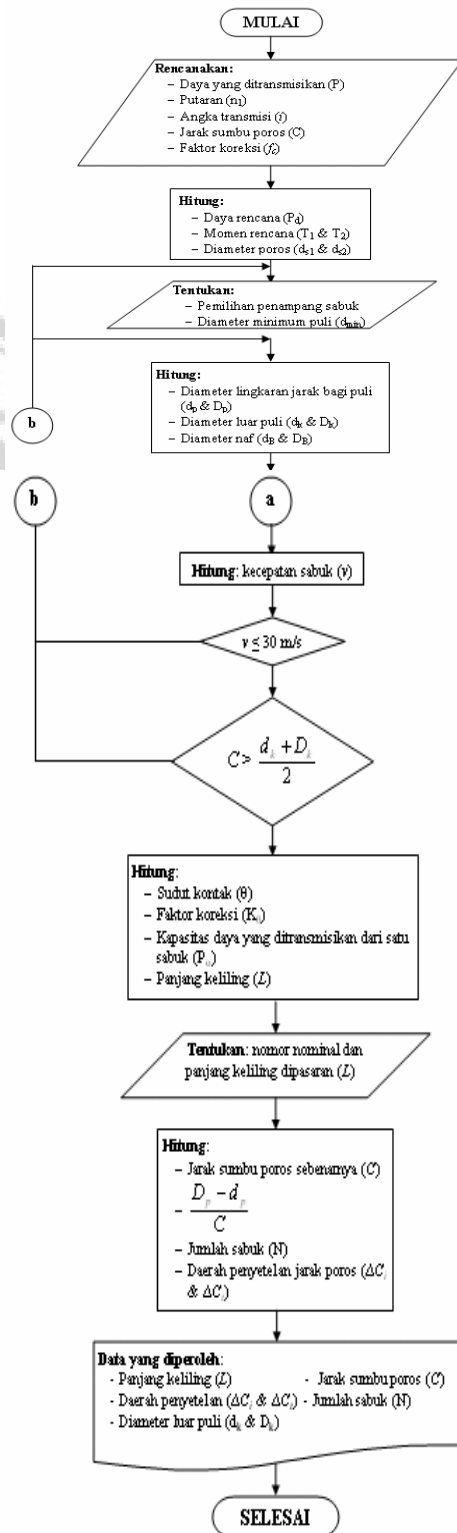 MULAI
Rencanakan:
– Daya yang ditransmisikan (P)
– Putaran (n1)
– Angka transmisi (i)
– Jarak sumbu poros (C)
– Faktor koreksi (fc)
Hitung:
– Daya rencana (Pd)
– Momen rencana (T1 & T2)
– Diameter poros (ds1 & ds2)
Tentukan:
– Pemilihan penampang sabuk
– Diameter minimum puli (dmin)
Hitung:
– Diameter lingkaran jarak bagi puli
(dp & Dp)
– Diameter luar puli (dk & Dk)
– Diameter naf (dB & DB)
b
b
a
Hitung: kecepatan sabuk (v)
v ≤ 30 m/s
C > (dk + Dk) / 2
Hitung:
– Sudut kontak (θ)
– Faktor koreksi (Kθ)
– Kapasitas daya yang ditransmisikan dari satu
sabuk (Po)
– Panjang keliling (L)
Tentukan: nomor nominal dan
panjang keliling dipasaran (L)
Hitung:
– Jarak sumbu poros sebenarnya (C)
– (Dp − dp) / C
– Jumlah sabuk (N)
– Daerah penyetelan jarak poros (ΔCi
& ΔCt)
Data yang diperoleh:
- Panjang keliling (L) - Jarak sumbu poros (C)
- Daerah penyetelan (ΔCi & ΔCt) - Jumlah sabuk (N)
- Diameter luar puli (dk & Dk)
SELESAI